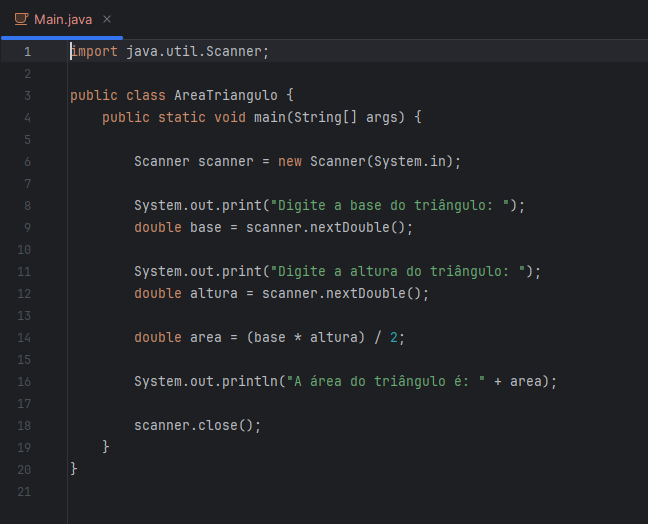 Main.java
1 import java.util.Scanner;
2
3 public class AreaTriangulo {
4     public static void main(String[] args) {
5
6         Scanner scanner = new Scanner(System.in);
7
8         System.out.print("Digite a base do triângulo: ");
9         double base = scanner.nextDouble();
10
11         System.out.print("Digite a altura do triângulo: ");
12         double altura = scanner.nextDouble();
13
14         double area = (base * altura) / 2;
15
16         System.out.println("A área do triângulo é: " + area);
17
18         scanner.close();
19     }
20 }
21